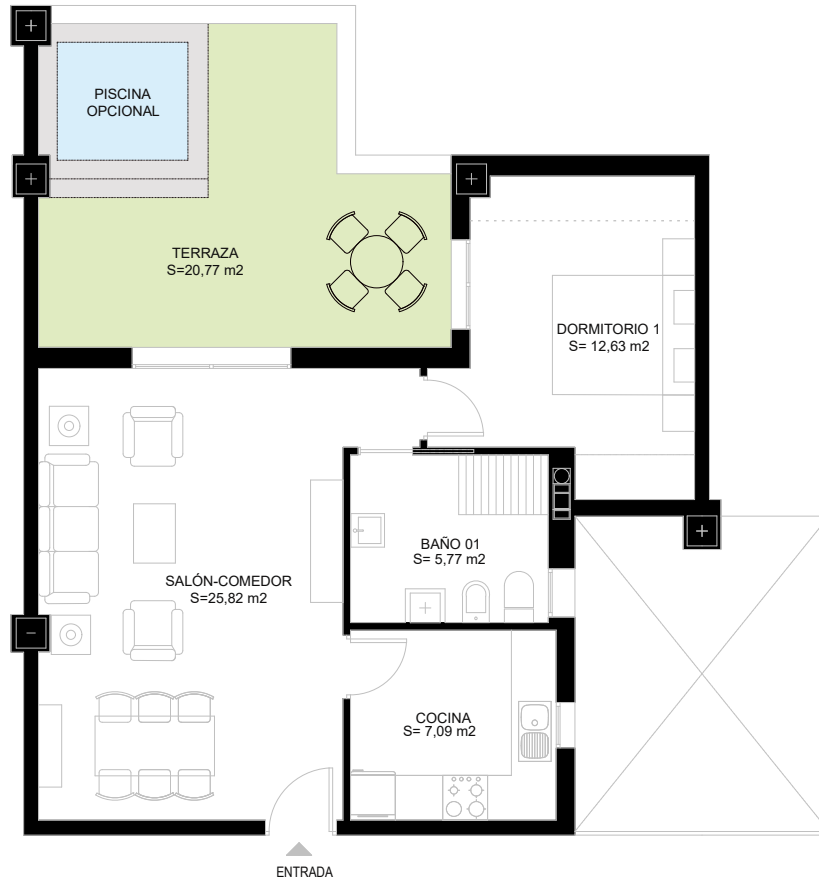 PISCINA
OPCIONAL
TERRAZA
S=20,77 m2
DORMITORIO 1
S= 12,63 m2
BAÑO 01
S= 5,77 m2
SALÓN-COMEDOR
S=25,82 m2
COCINA
S= 7,09 m2
ENTRADA